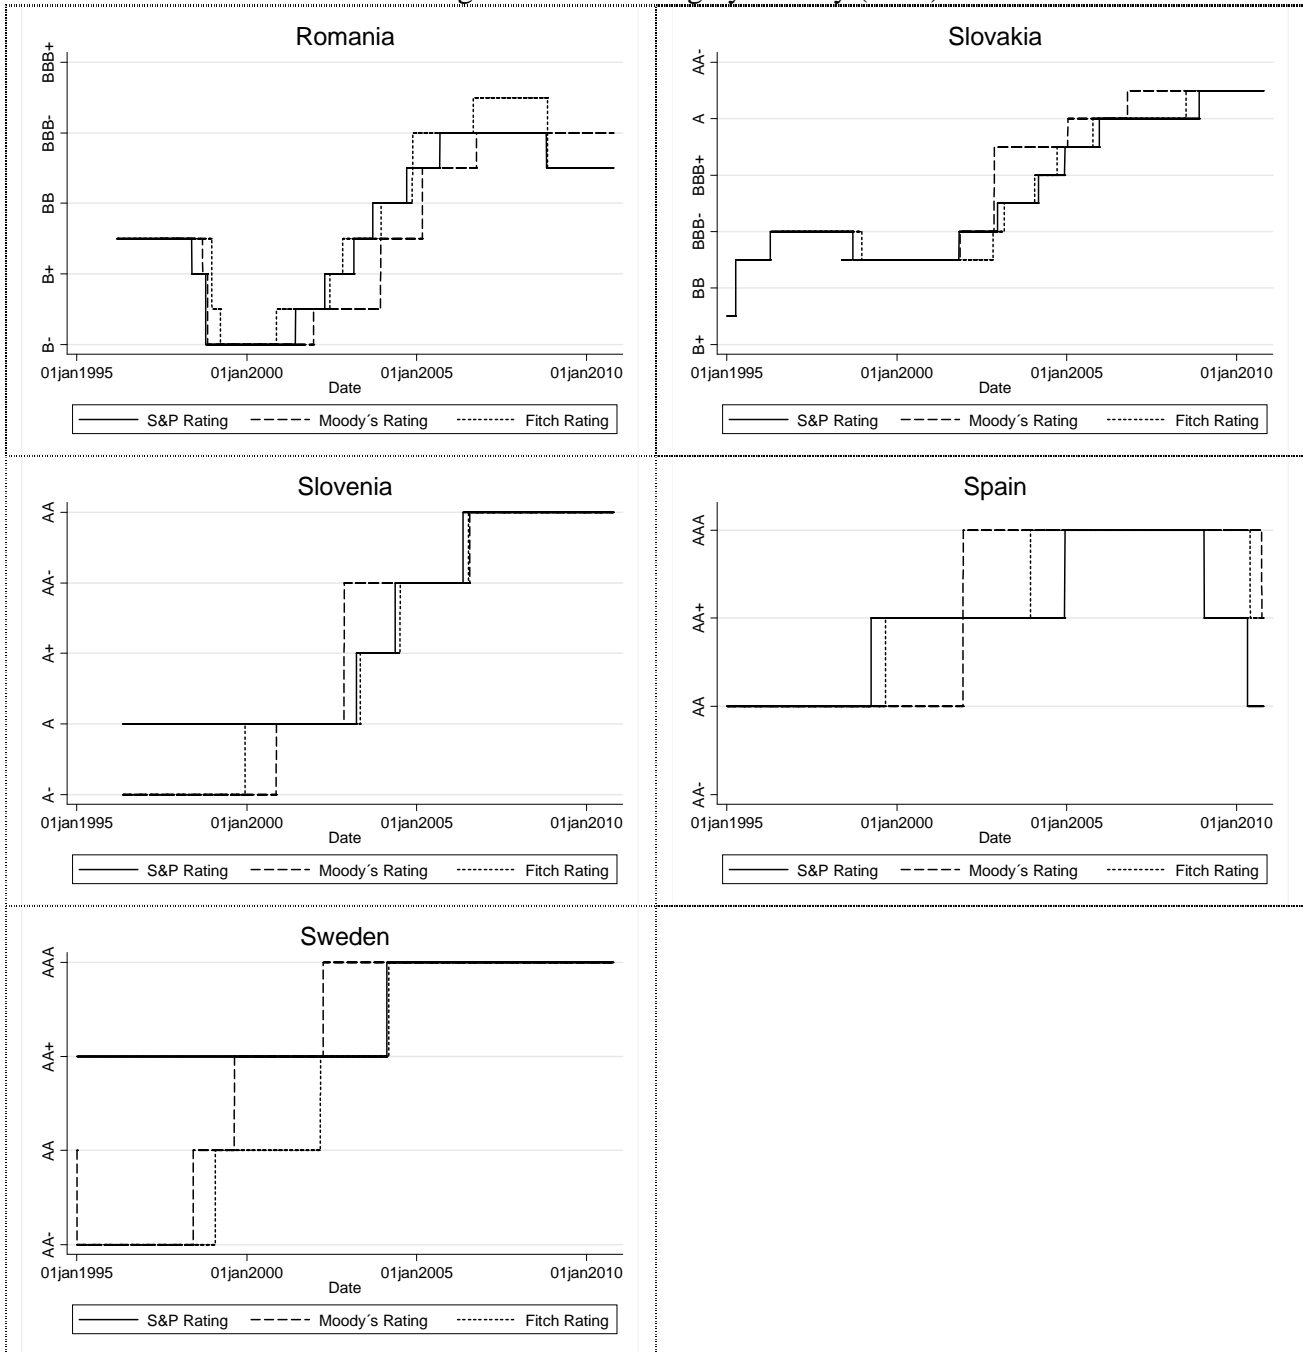 Romania
BBB+
BBB-
BB
B+
B-
01jan1995 01jan2000 01jan2005 01jan2010
Date
S&P Rating Moody´s Rating Fitch Rating
Slovakia
AA-
A
BBB+
BBB-
BB
B+
01jan1995 01jan2000 01jan2005 01jan2010
Date
S&P Rating Moody´s Rating Fitch Rating
Slovenia
AA
AA-
A+
A
A-
01jan1995 01jan2000 01jan2005 01jan2010
Date
S&P Rating Moody´s Rating Fitch Rating
Spain
AAA
AA+
AA
AA-
01jan1995 01jan2000 01jan2005 01jan2010
Date
S&P Rating Moody´s Rating Fitch Rating
Sweden
AAA
AA+
AA
AA-
01jan1995 01jan2000 01jan2005 01jan2010
Date
S&P Rating Moody´s Rating Fitch Rating